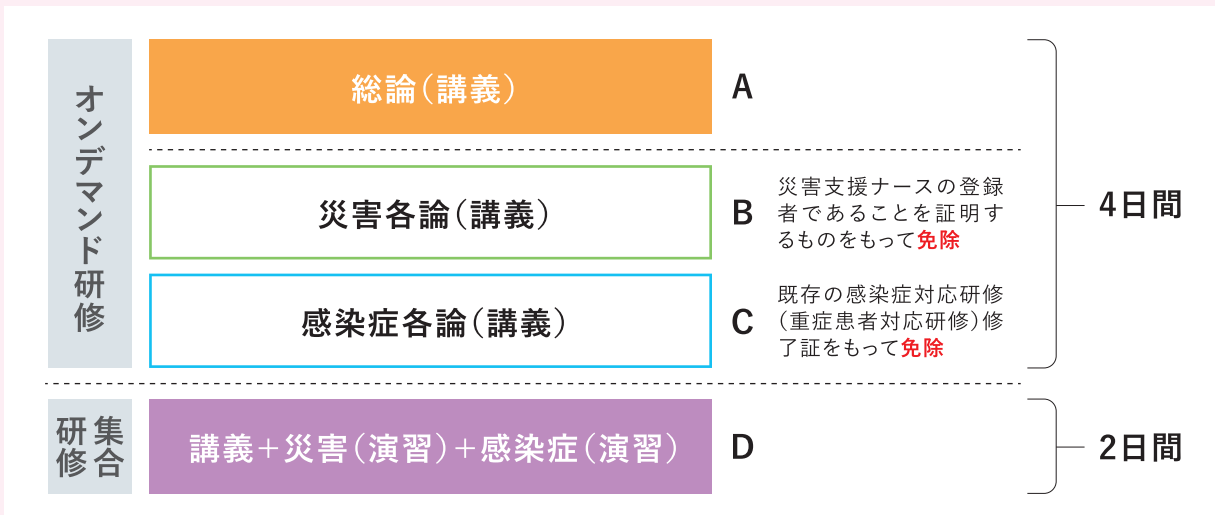 オンデマンド研修
総論（講義）
A
災害各論（講義）
B
災害支援ナースの登録
者であることを証明す
るものをもって免除
感染症各論（講義）
C
既存の感染症対応研修
（重症患者対応研修）修
了証をもって免除
4日間
集合
研修
講義＋災害（演習）＋感染症（演習）
D
2日間